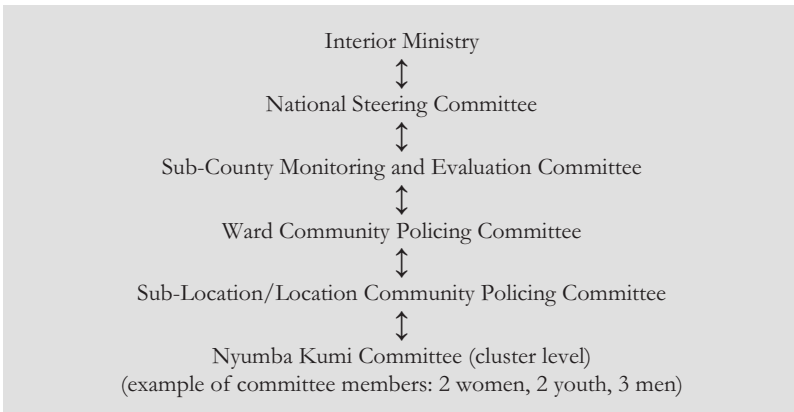 Interior Ministry
↕
National Steering Committee
↕
Sub-County Monitoring and Evaluation Committee
↕
Ward Community Policing Committee
↕
Sub-Location/Location Community Policing Committee
↕
Nyumba Kumi Committee (cluster level)
(example of committee members: 2 women, 2 youth, 3 men)